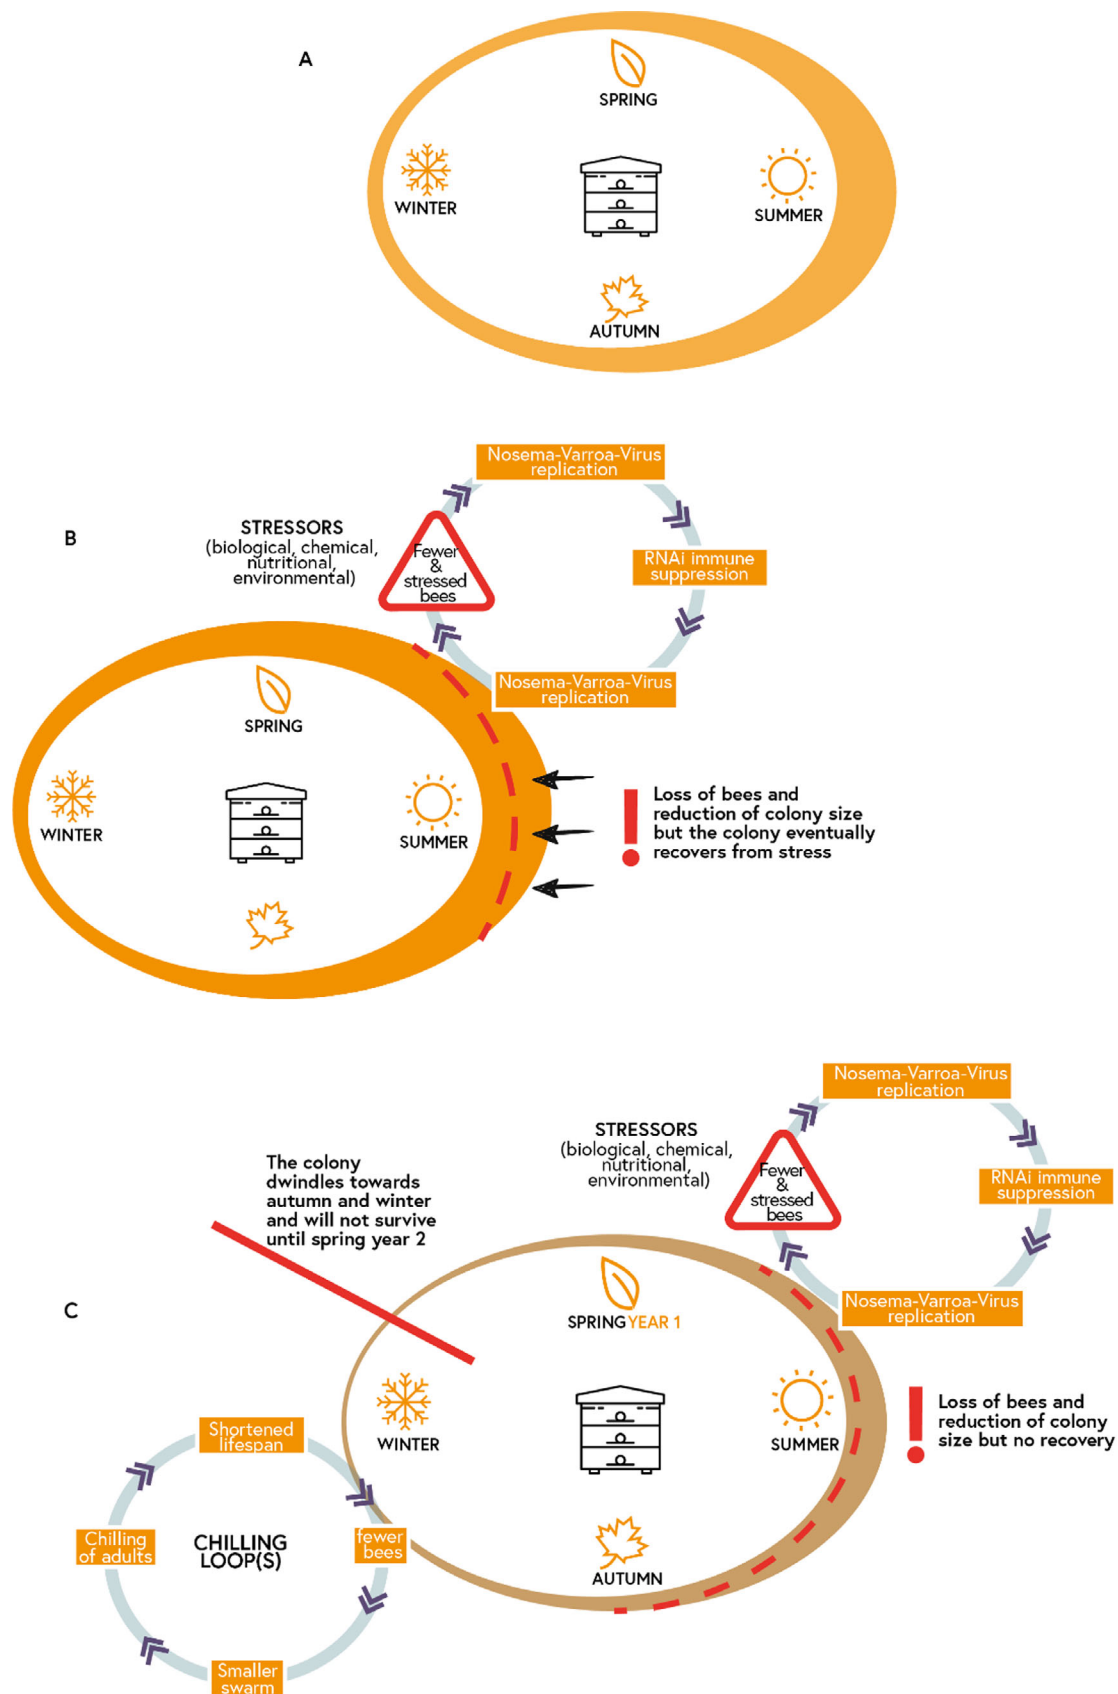 A
SPRING
WINTER
SUMMER
AUTUMN
B
Nosema-Varroa-Virus
replication
STRESSORS
(biological, chemical,
nutritional,
environmental)
Fewer
&
stressed
bees
RNAi immune
suppression
Nosema-Varroa-Virus
replication
SPRING
WINTER
SUMMER
Loss of bees and
reduction of colony size
but the colony eventually
recovers from stress
C
Nosema-Varroa-Virus
replication
STRESSORS
(biological, chemical,
nutritional,
environmental)
Fewer
&
stressed
bees
RNAi immune
suppression
Nosema-Varroa-Virus
replication
The colony
dwindles towards
autumn and winter
and will not survive
until spring year 2
SPRING YEAR 1
WINTER
SUMMER
AUTUMN
Loss of bees and
reduction of colony
size but no recovery
Shortened
lifespan
Chilling
of adults
CHILLING
LOOP(S)
fewer
bees
Smaller
swarm